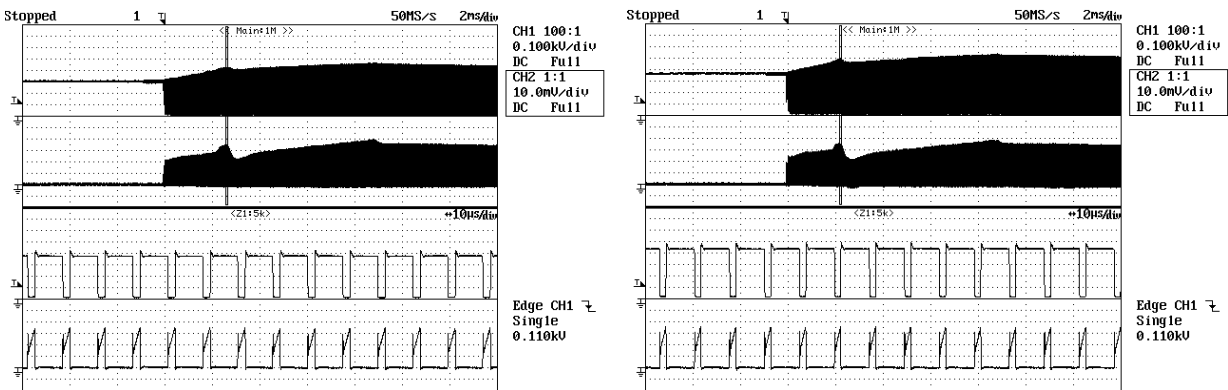 Stopped 1 T 50MS/s 2ms/div
<< Main:1M >>
CH1 100:1
0.100kV/div
DC Full
CH2 1:1
10.0mV/div
DC Full
T
<Z1:5k> ↔10µs/div
T
Edge CH1
Single
0.110kV
Stopped 1 T 50MS/s 2ms/div
<< Main:1M >>
CH1 100:1
0.100kV/div
DC Full
CH2 1:1
10.0mV/div
DC Full
T
<Z1:5k> ↔10µs/div
T
Edge CH1
Single
0.110kV